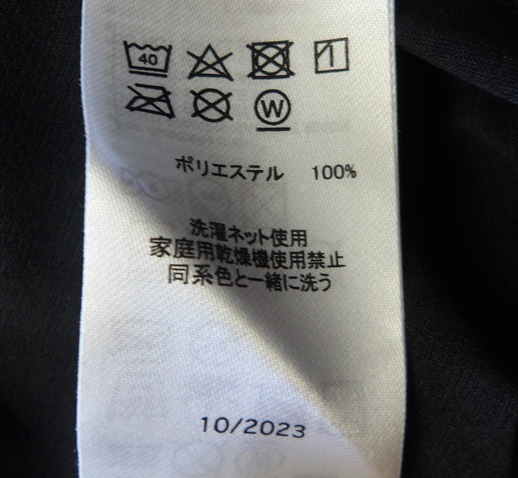 40
W
ポリエステル 100%
洗濯ネット使用
家庭用乾燥機使用禁止
同系色と一緒に洗う
10/2023